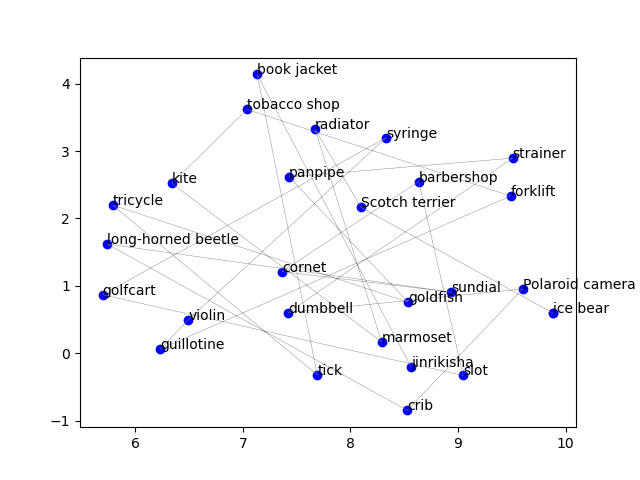 book jacket
4
tobacco shop
radiator
syringe
3
strainer
panpipe
barbershop
kite
forklift
tricycle
Scotch terrier
2
long-horned beetle
cornet
1
golfcart
sundial
Polaroid camera
goldfish
dumbbell
ice bear
violin
guillotine
marmoset
0
inrikisha
tick
slot
crib
−1
6
7
8
9
10